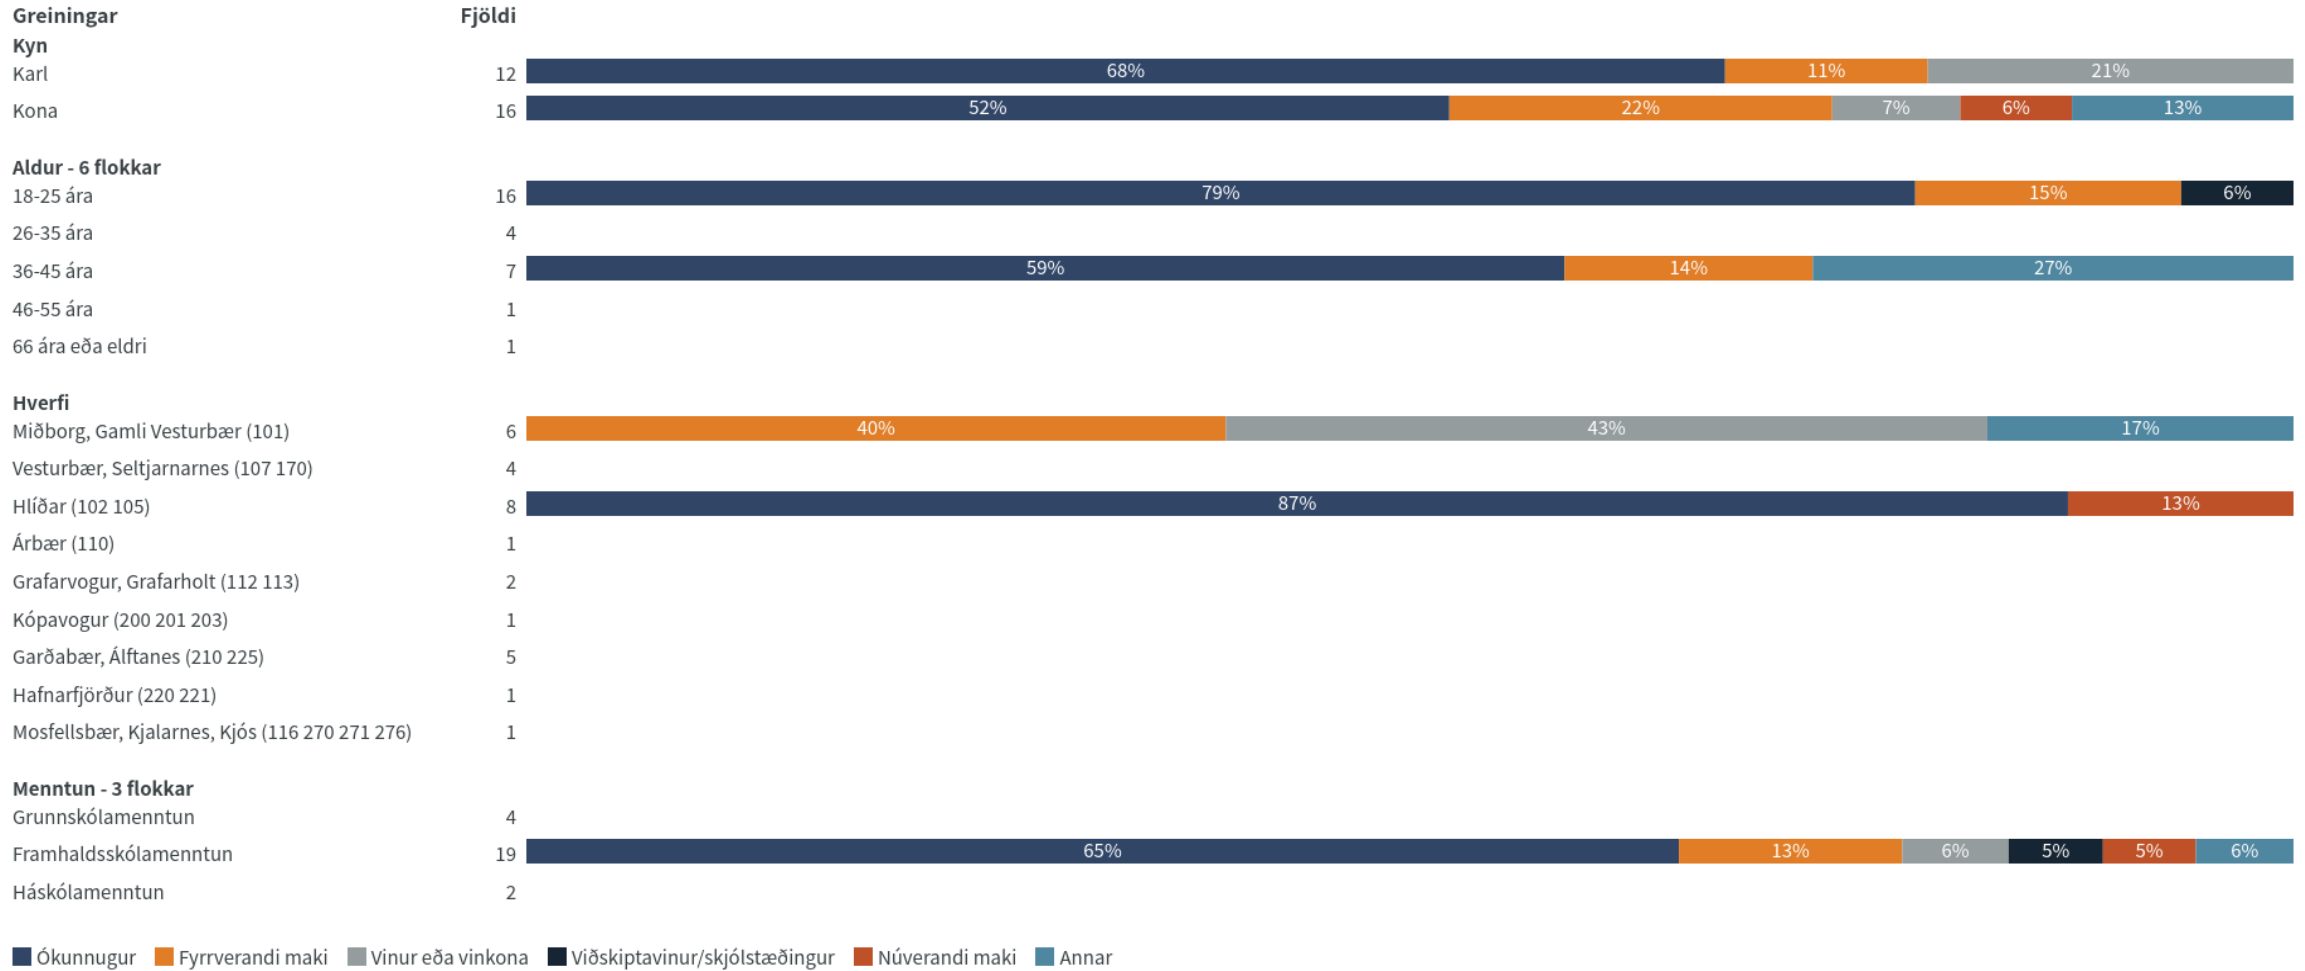 Greiningar Fjöldi
Kyn
Karl 12 68% 11% 21%
Kona 16 52% 22% 7% 6% 13%
Aldur - 6 flokkar
18-25 ára 16 79% 15% 6%
26-35 ára 4
36-45 ára 7 59% 14% 27%
46-55 ára 1
66 ára eða eldri 1
Hverfi
Miðborg, Gamli Vesturbær (101) 6 40% 43% 17%
Vesturbær, Seltjarnarnes (107 170) 4
Hlíðar (102 105) 8 87% 13%
Árbær (110) 1
Grafarvogur, Grafarholt (112 113) 2
Kópavogur (200 201 203) 1
Garðabær, Álftanes (210 225) 5
Hafnarfjörður (220 221) 1
Mosfellsbær, Kjalarnes, Kjós (116 270 271 276) 1
Menntun - 3 flokkar
Grunnskólamenntun 4
Framhaldsskólamenntun 19 65% 13% 6% 5% 5% 6%
Háskólamenntun 2
Ókunnugur Fyrrverandi maki Vinur eða vinkona Viðskiptavinur/skjólstæðingur Núverandi maki Annar